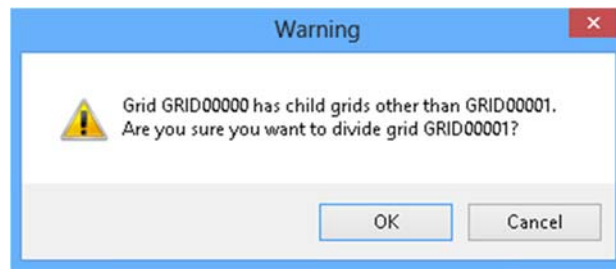 Warning
Grid GRID00000 has child grids other than GRID00001.
Are you sure you want to divide grid GRID00001?
OK
Cancel